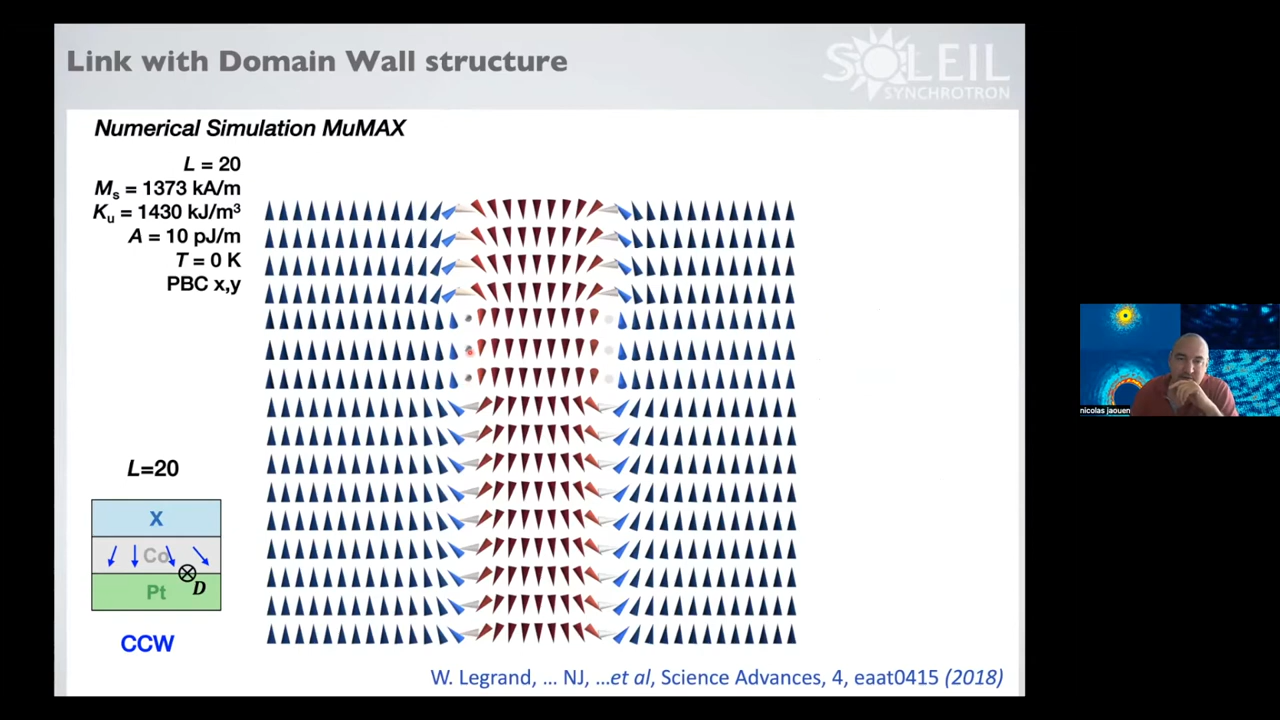 Link with Domain Wall structure
SOLEIL
SYNCHROTRON
Numerical Simulation MuMAX
L = 20
Ms = 1373 kA/m
Ku = 1430 kJ/m³
A = 10 pJ/m
T = 0 K
PBC x,y
L=20
X
Co
Pt
D
CCW
W. Legrand, ... NJ, ...et al, Science Advances, 4, eaat0415 (2018)
nicolas jaouen